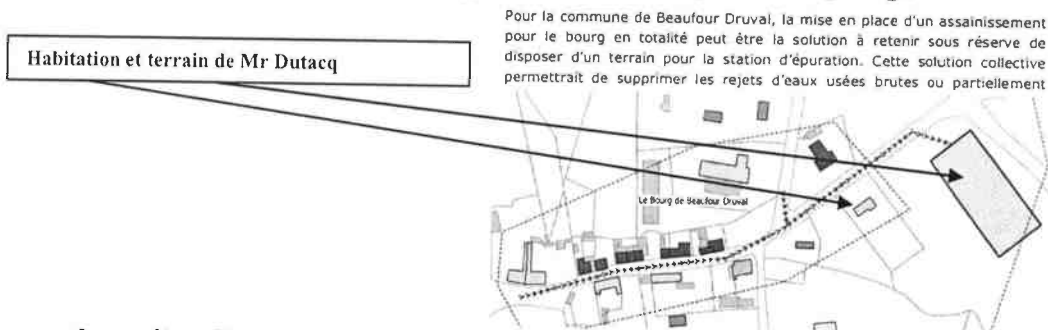 Pour la commune de Beaufour Druval, la mise en place d'un assainissement
pour le bourg en totalité peut être la solution à retenir sous réserve de
disposer d'un terrain pour la station d'épuration. Cette solution collective
permettrait de supprimer les rejets d'eaux usées brutes ou partiellement
Habitation et terrain de Mr Dutacq
Le Bourg de Beaufour Druval